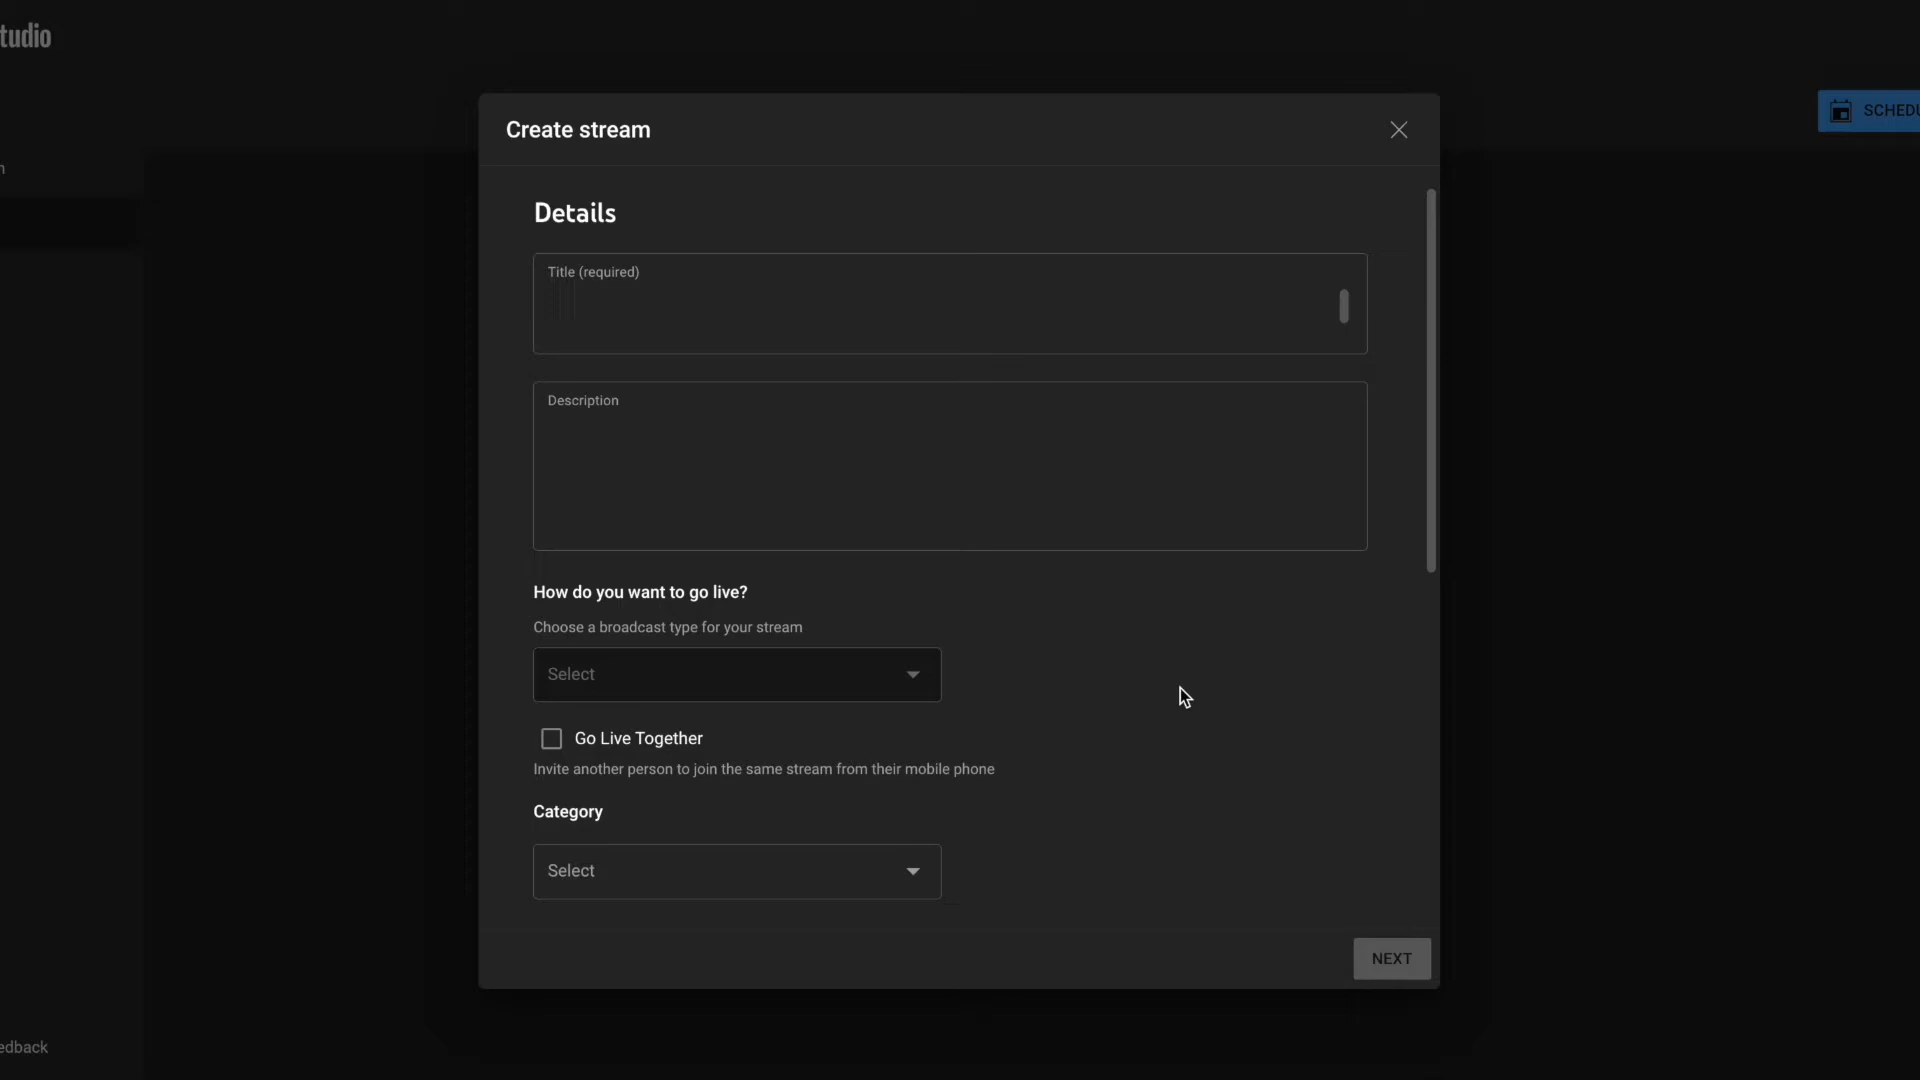 tudio
Create stream
SCHEDU
n
Details
Title (required)
Description
How do you want to go live?
Choose a broadcast type for your stream
Select
Go Live Together
Invite another person to join the same stream from their mobile phone
Category
Select
NEXT
edback